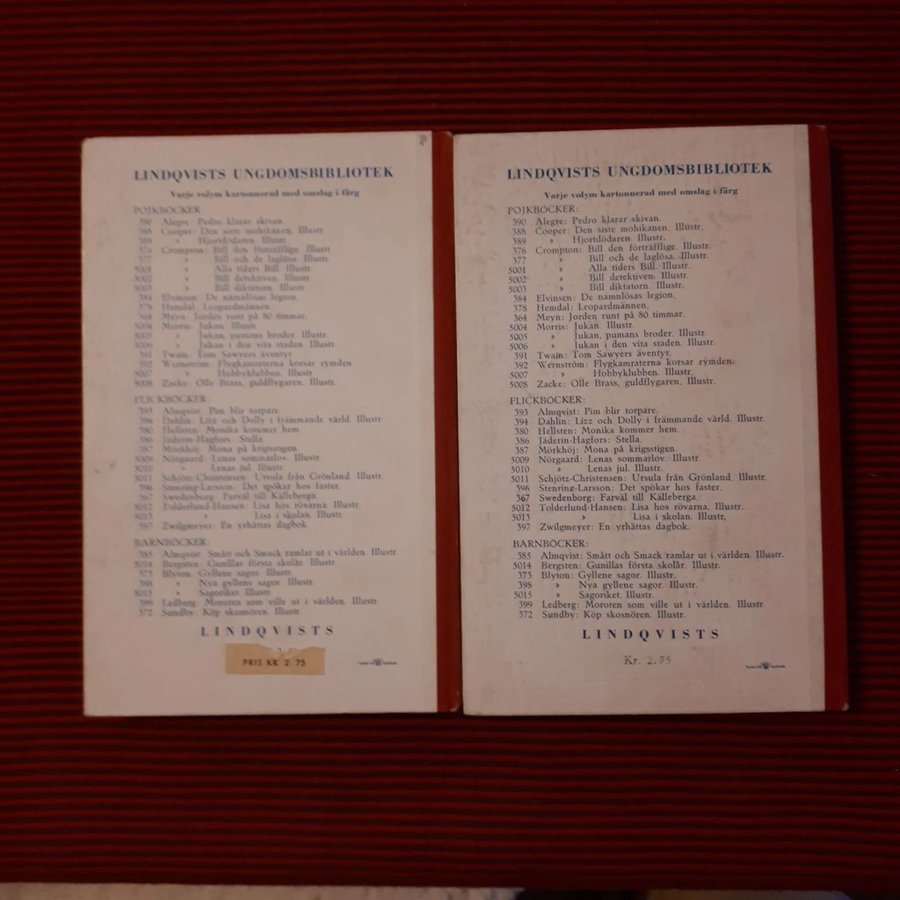 LINDQVISTS UNGDOMSBIBLIOTEK
Varje volym kartonnerad med omslag i färg
POJKBÖCKER:
390 Alegre: Pedro klarar skivan.
388 Cooper: Den siste mohikanen. Illustr.
389 » Hjortdödaren. Illustr.
376 Crompton: Bill den förträfflige. Illustr.
377 » Bill och de laglösa. Illustr.
5001 » Alla tiders Bill. Illustr.
5002 » Bill detektiven. Illustr.
5003 » Bill diktatorn. Illustr.
384 Elvinsen: De namnlösas legion.
378 Hemdal: Leopardmännen.
364 Meyn: Jorden runt på 80 timmar.
5004 Morris: Jukan. Illustr.
5005 » Jukan, pumans broder. Illustr.
5006 » Jukan i den vita staden. Illustr.
391 Twain: Tom Sawyers äventyr.
392 Wernström: Flygkamraterna korsar rymden.
5007 » Hobbyklubben. Illustr.
5008 Zacke: Olle Brass, guldflygaren. Illustr.
FLICKBÖCKER:
393 Almqvist: Pim blir torpare.
394 Dahlin: Lizz och Dolly i främmande värld. Illustr.
380 Hellsten: Monika kommer hem
386 Jäderin-Hagfors: Stella.
387 Mörkhöj: Mona på krigsstigen.
5009 Nörgaard: Lenas sommarlov. Illustr.
5010 » Lenas jul. Illustr.
5011 Schjötz-Christensen: Ursula från Grönland. Illustr.
396 Stenring-Larsson: Det spökar hos faster.
367 Swedenborg: Farväl till Källeberga.
5012 Tolderlund-Hansen: Lisa hos rövarna. Illustr.
5013 » Lisa i skolan. Illustr.
397 Zwilgmeyer: En yrhättas dagbok.
BARNBÖCKER:
385 Almqvist: Smått och Smack ramlar ut i världen. Illustr
5014 Bergsten: Gunillas första skolår. Illustr.
373 Blyton: Gyllene sagor. Illustr.
398 » Nya gyllene sagor. Illustr.
5015 » Sagoriket. Illustr.
399 Ledberg: Moroten som ville ut i världen. Illustr
372 Sundby: Köp skosnören. Illustr.
LINDQVISTS
PRIS KR. 2.75
LINDQVISTS UNGDOMSBIBLIOTEK
Varje volym kartonnerad med omslag i färg
POJKBÖCKER:
390 Alegre: Pedro klarar skivan.
388 Cooper: Den siste mohikanen. Illustr.
389 » Hjortdödaren. Illustr.
376 Crompton: Bill den förträfflige. Illustr.
377 » Bill och de laglösa. Illustr.
5001 » Alla tiders Bill. Illustr.
5002 » Bill detektiven. Illustr.
5003 » Bill diktatorn. Illustr.
384 Elvinsen: De namnlösas legion.
378 Hemdal: Leopardmännen.
364 Meyn: Jorden runt på 80 timmar.
5004 Morris: Jukan. Illustr.
5005 » Jukan, pumans broder. Illustr.
5006 » Jukan i den vita staden. Illustr.
391 Twain: Tom Sawyers äventyr.
392 Wernström: Flygkamraterna korsar rymden.
5007 » Hobbyklubben. Illustr.
5008 Zacke: Olle Brass, guldflygaren. Illustr.
FLICKBÖCKER:
393 Almqvist: Pim blir torpare.
394 Dahlin: Lizz och Dolly i främmande värld. Illustr.
380 Hellsten: Monika kommer hem
386 Jäderin-Hagfors: Stella.
387 Mörkhöj: Mona på krigsstigen.
5009 Nörgaard: Lenas sommarlov. Illustr.
5010 » Lenas jul. Illustr.
5011 Schjötz-Christensen: Ursula från Grönland. Illustr.
396 Stenring-Larsson: Det spökar hos faster.
367 Swedenborg: Farväl till Källeberga.
5012 Tolderlund-Hansen: Lisa hos rövarna. Illustr.
5013 » Lisa i skolan. Illustr.
397 Zwilgmeyer: En yrhättas dagbok.
BARNBÖCKER:
385 Almqvist: Smått och Smack ramlar ut i världen. Illustr.
5014 Bergsten: Gunillas första skolår. Illustr.
373 Blyton: Gyllene sagor. Illustr.
398 » Nya gyllene sagor. Illustr.
5015 » Sagoriket. Illustr.
399 Ledberg: Moroten som ville ut i världen. Illustr.
372 Sundby: Köp skosnören. Illustr.
LINDQVISTS
Kr. 2.75